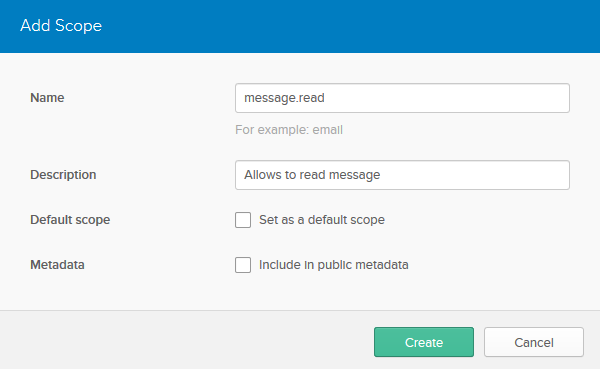 Add Scope
Name
message.read
For example: email
Description
Allows to read message
Default scope
Set as a default scope
Metadata
Include in public metadata
Create
Cancel